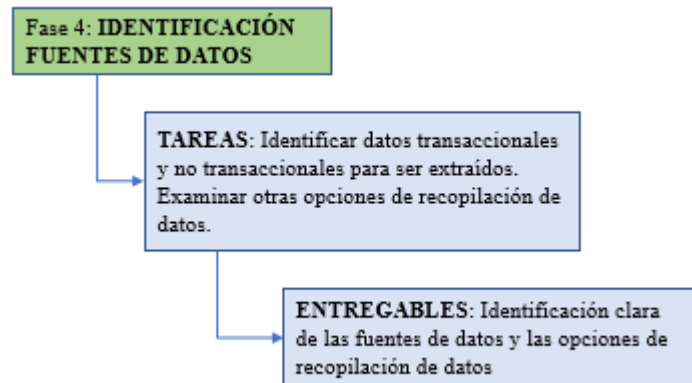 Fase 4: IDENTIFICACIÓN
FUENTES DE DATOS
TAREAS: Identificar datos transaccionales
y no transaccionales para ser extraídos.
Examinar otras opciones de recopilación de
datos.
ENTREGABLES: Identificación clara
de las fuentes de datos y las opciones de
recopilación de datos